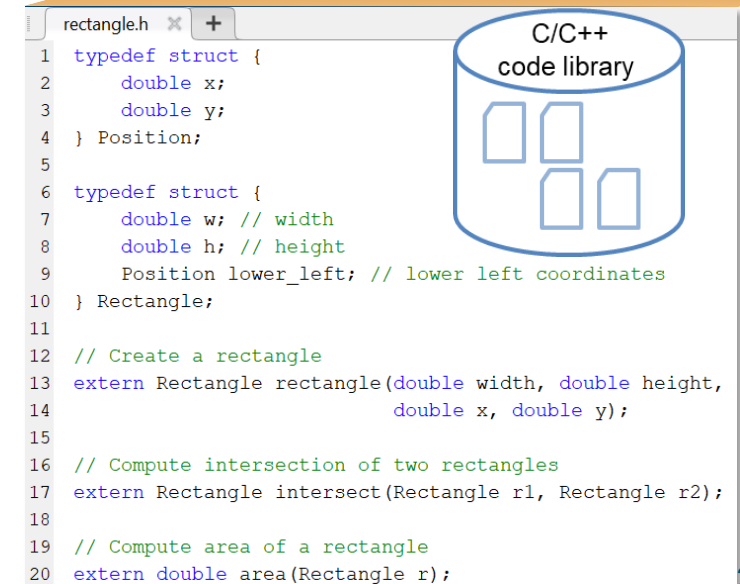 rectangle.h
C/C++
code library
1 typedef struct {
2     double x;
3     double y;
4 } Position;
5
6 typedef struct {
7     double w; // width
8     double h; // height
9     Position lower_left; // lower left coordinates
10 } Rectangle;
11
12 // Create a rectangle
13 extern Rectangle rectangle(double width, double height,
14                            double x, double y);
15
16 // Compute intersection of two rectangles
17 extern Rectangle intersect(Rectangle r1, Rectangle r2);
18
19 // Compute area of a rectangle
20 extern double area(Rectangle r);